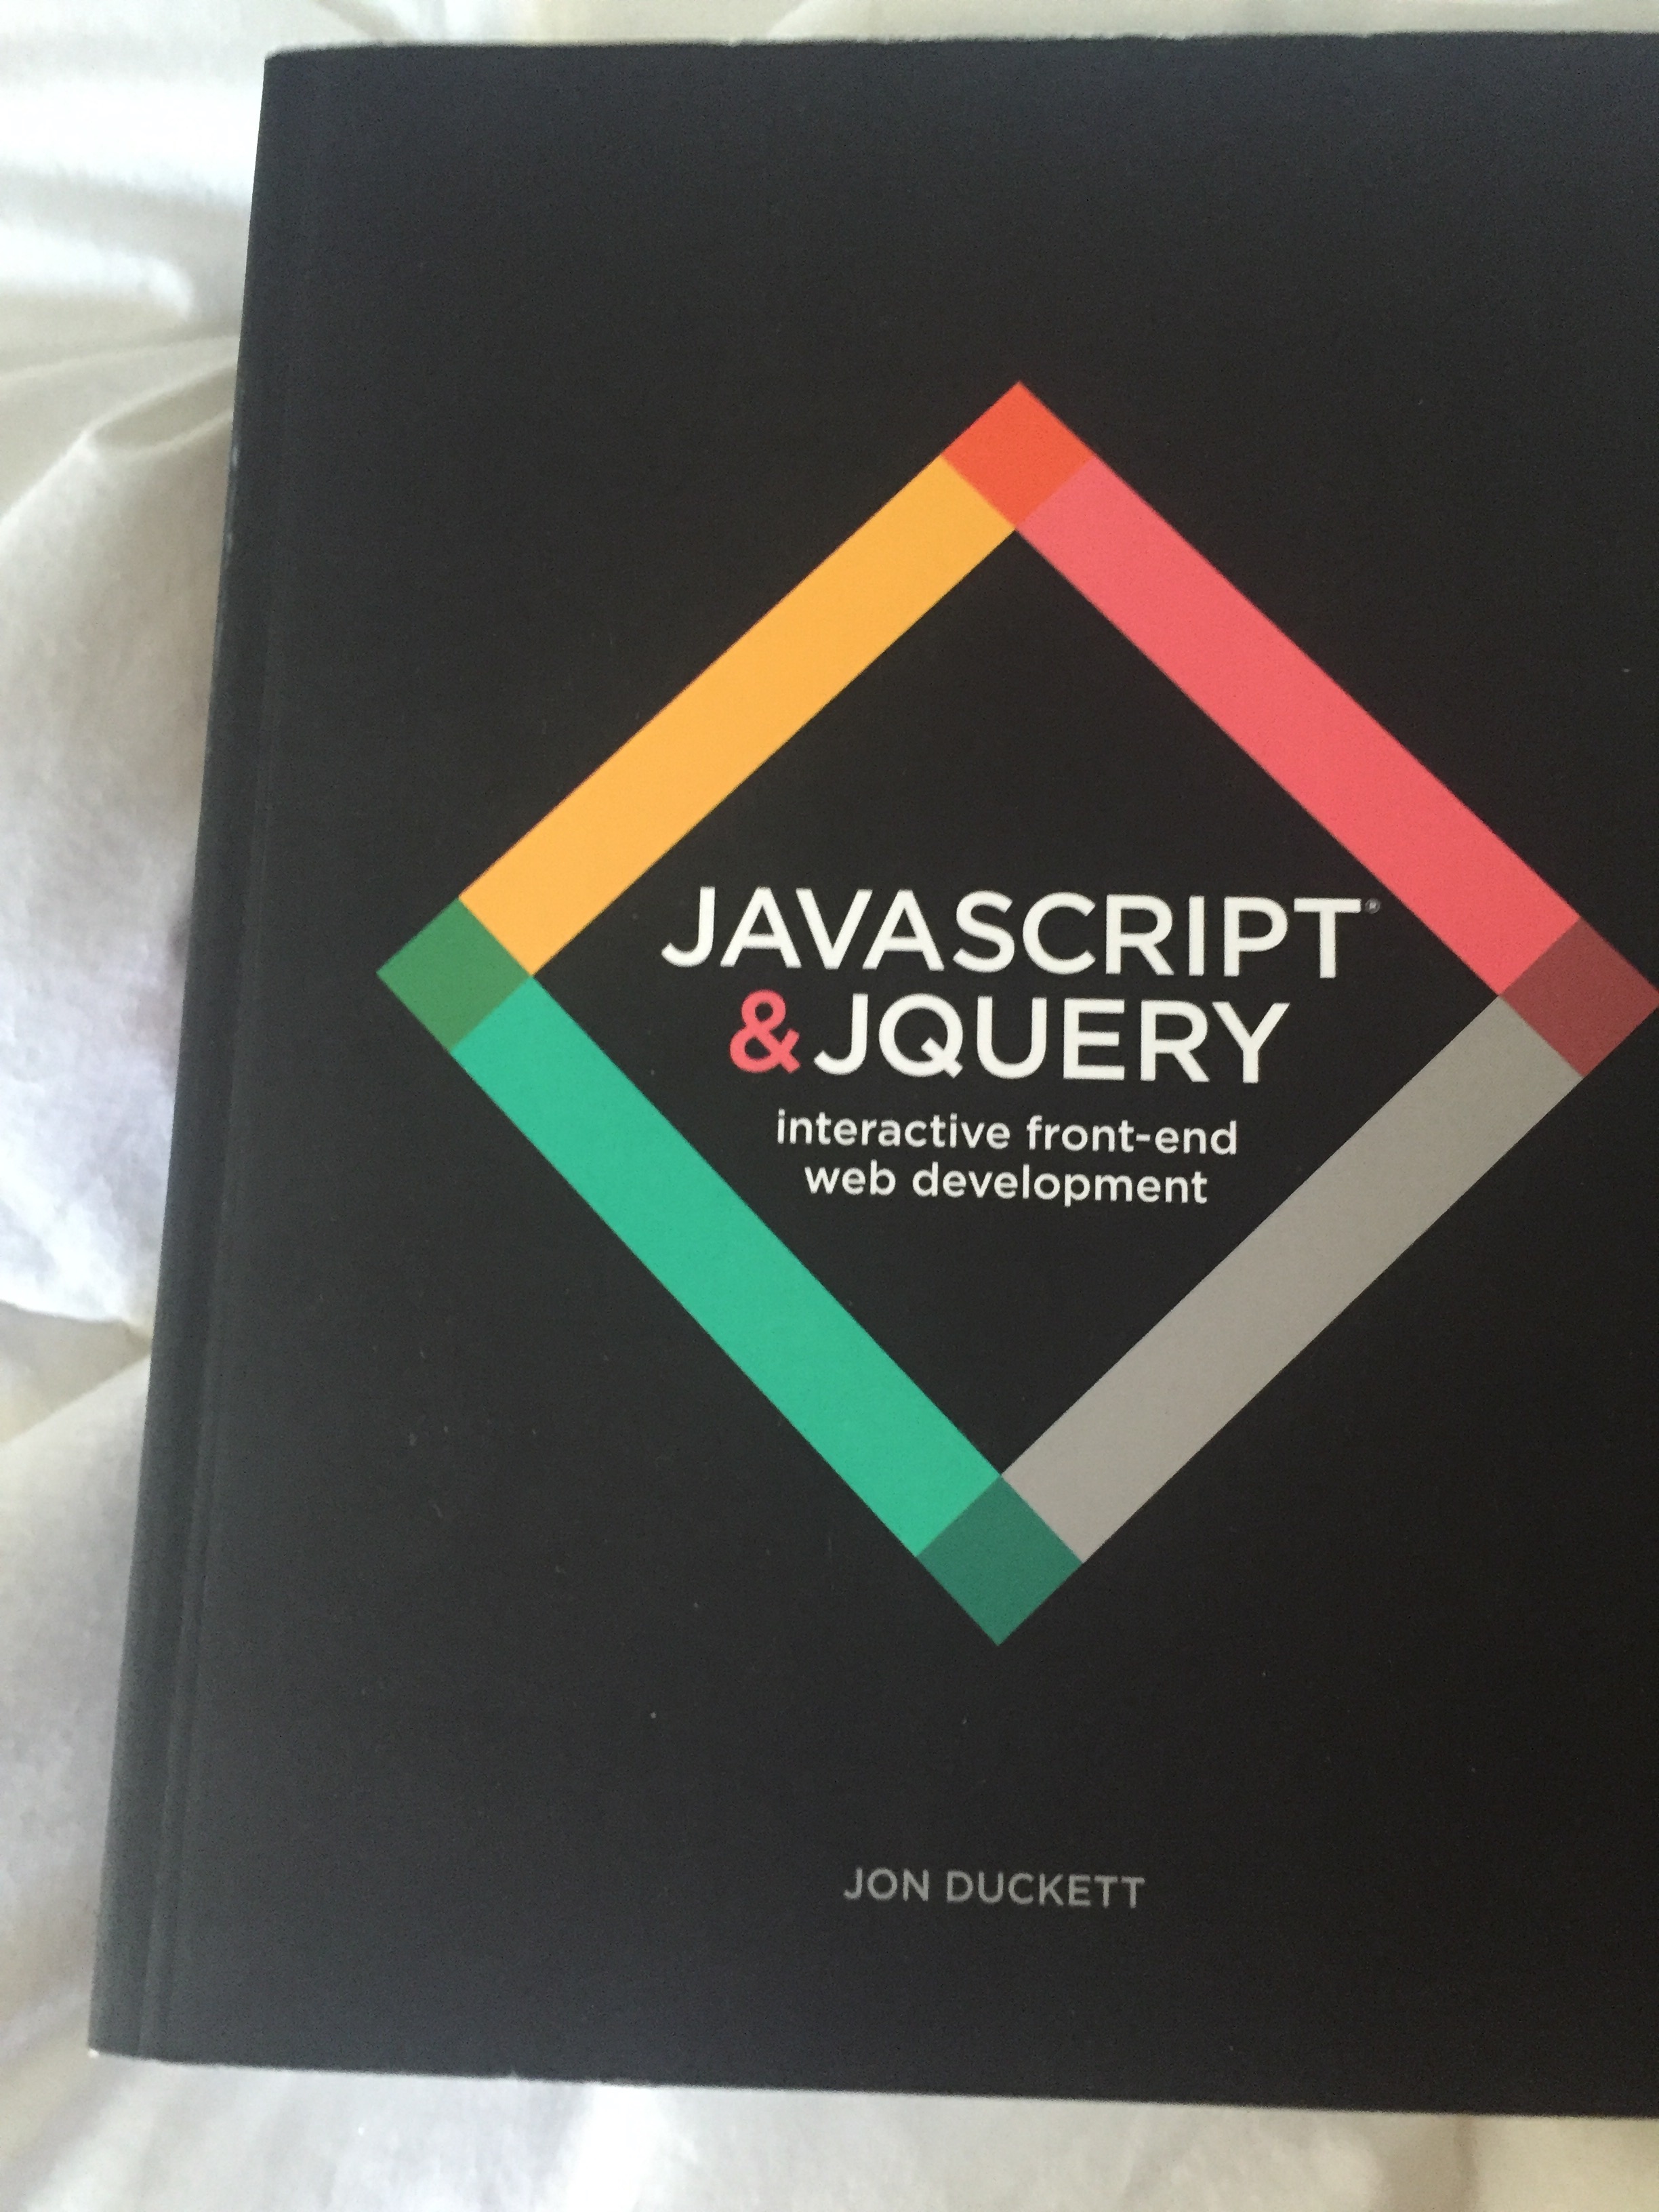 JAVASCRIPT®
& JQUERY
interactive front-end
web development
JON DUCKETT